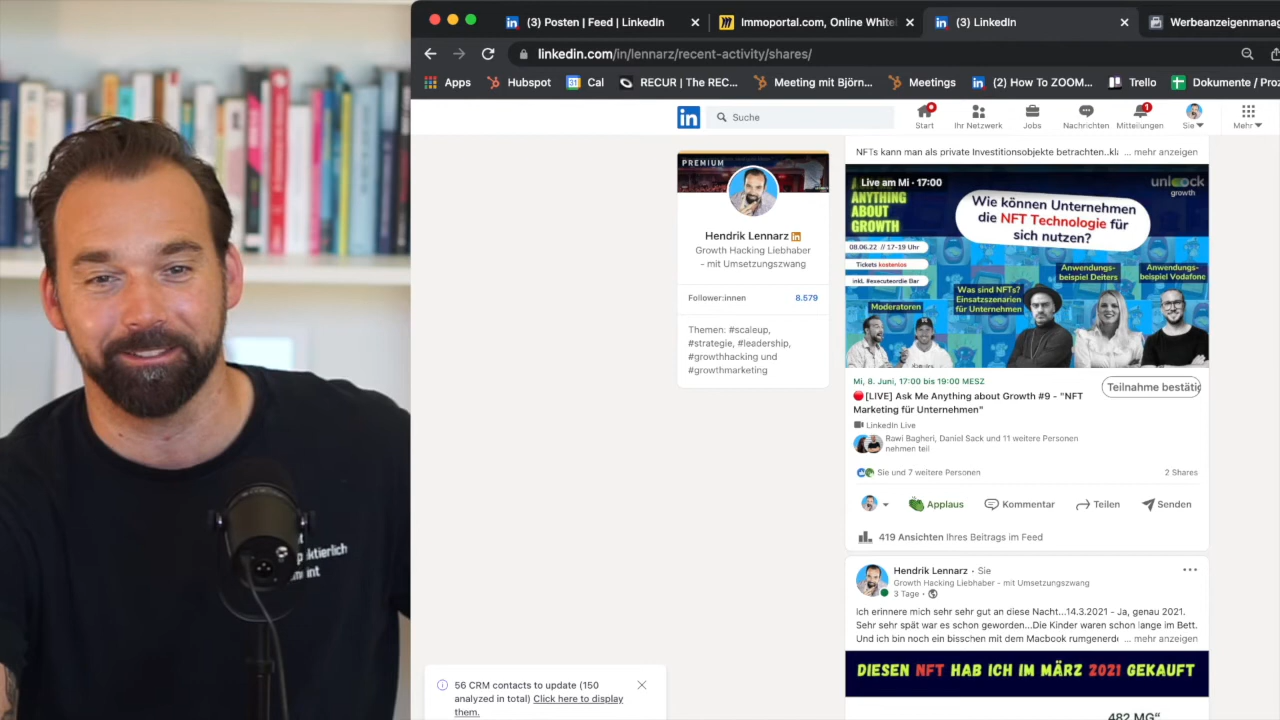 (3) Posten | Feed | LinkedIn
Immoportal.com, Online White
(3) LinkedIn
Werbeanzeigenmana
linkedin.com/in/lennarz/recent-activity/shares/
Apps
Hubspot
Cal
RECUR | The REC...
Meeting mit Björn...
Meetings
(2) How To ZOOM...
Trello
Dokumente / Proz
in
Suche
Start
Ihr Netzwerk
Jobs
Nachrichten
1
Mitteilungen
Sie
Mehr
PREMIUM
Hendrik Lennarz
Growth Hacking Liebhaber
- mit Umsetzungszwang
Follower:innen 8.579
Themen: #scaleup,
#strategie, #leadership,
#growthhacking und
#growthmarketing
NFTs kann man als private Investitionsobjekte betrachten..kl ... mehr anzeigen
Live am Mi · 17:00
ANYTHING
ABOUT
GROWTH
growth
Wie können Unternehmen
die NFT Technologie für
sich nutzen?
08.06.22 // 17-19 Uhr
Tickets kostenlos
inkl. #executeordie Bar
Moderatoren
Was sind NFTs?
Einsatzszenarien
für Unternehmen
Anwendungs-
beispiel Deiters
Anwendungs-
beispiel Vodafone
Mi, 8. Juni, 17:00 bis 19:00 MESZ
[LIVE] Ask Me Anything about Growth #9 - "NFT
Marketing für Unternehmen"
Teilnahme bestätig
LinkedIn Live
Rawi Bagheri, Daniel Sack und 11 weitere Personen
nehmen teil
Sie und 7 weitere Personen
2 Shares
Applaus
Kommentar
Teilen
Senden
419 Ansichten Ihres Beitrags im Feed
Hendrik Lennarz · Sie
Growth Hacking Liebhaber - mit Umsetzungszwang
3 Tage
Ich erinnere mich sehr sehr gut an diese Nacht...14.3.2021 - Ja, genau 2021.
Sehr sehr spät war es schon geworden...Die Kinder waren schon lange im Bett.
Und ich bin noch ein bisschen mit dem Macbook rumgenerde ... mehr anzeigen
DIESEN NFT HAB ICH IM MÄRZ 2021 GEKAUFT
482 MG“
56 CRM contacts to update (150
analyzed in total) Click here to display
them.